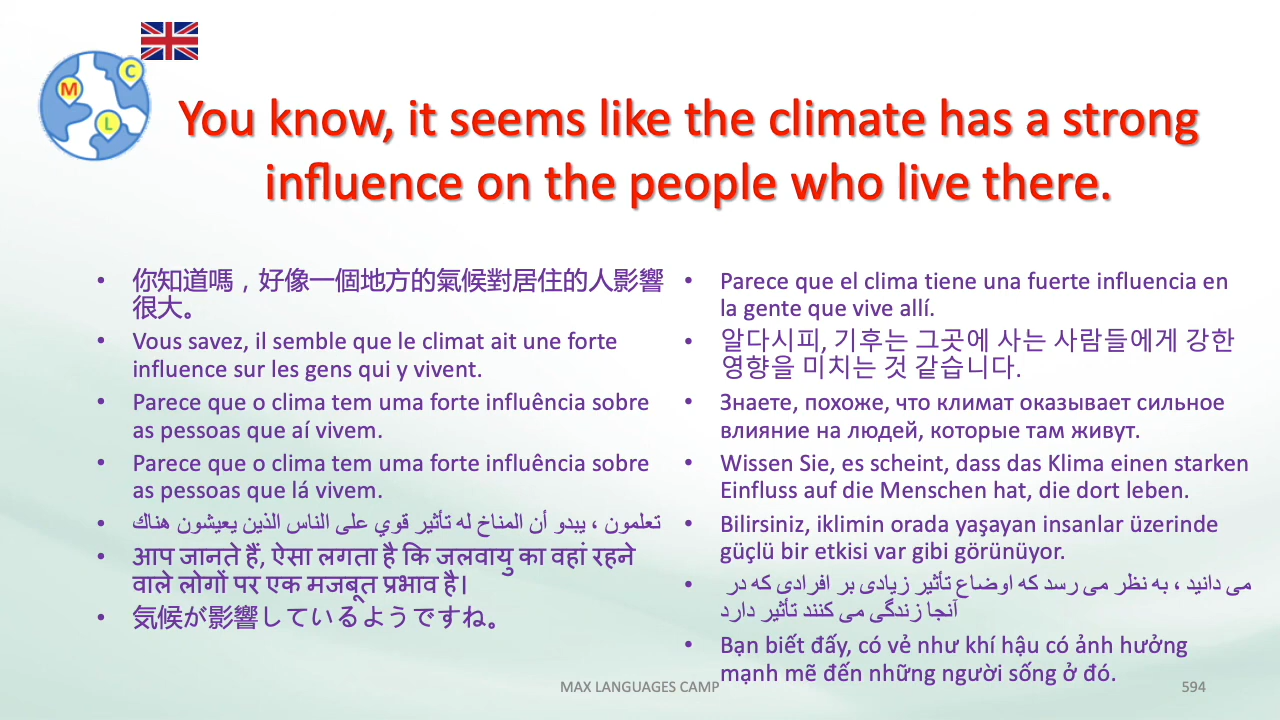 M
C
L
You know, it seems like the climate has a strong
influence on the people who live there.
• 你知道嗎，好像一個地方的氣候對居住的人影響
很大。
• Vous savez, il semble que le climat ait une forte
influence sur les gens qui y vivent.
• Parece que o clima tem uma forte influência sobre
as pessoas que aí vivem.
• Parece que o clima tem uma forte influência sobre
as pessoas que lá vivem.
• تعلمون ، يبدو أن المناخ له تأثير قوي على الناس الذين يعيشون هناك
• आप जानते हैं, ऐसा लगता है कि जलवायु का वहां रहने
वाले लोगों पर एक मजबूत प्रभाव है।
• 気候が影響しているようですね。
• Parece que el clima tiene una fuerte influencia en
la gente que vive allí.
• 알다시피, 기후는 그곳에 사는 사람들에게 강한
영향을 미치는 것 같습니다.
• Знаете, похоже, что климат оказывает сильное
влияние на людей, которые там живут.
• Wissen Sie, es scheint, dass das Klima einen starken
Einfluss auf die Menschen hat, die dort leben.
• Bilirsiniz, iklimin orada yaşayan insanlar üzerinde
güçlü bir etkisi var gibi görünüyor.
• می دانید ، به نظر می رسد که اوضاع تأثیر زیادی بر افرادی که در
آنجا زندگی می کنند تأثیر دارد
• Bạn biết đấy, có vẻ như khí hậu có ảnh hưởng
mạnh mẽ đến những người sống ở đó.
MAX LANGUAGES CAMP
594